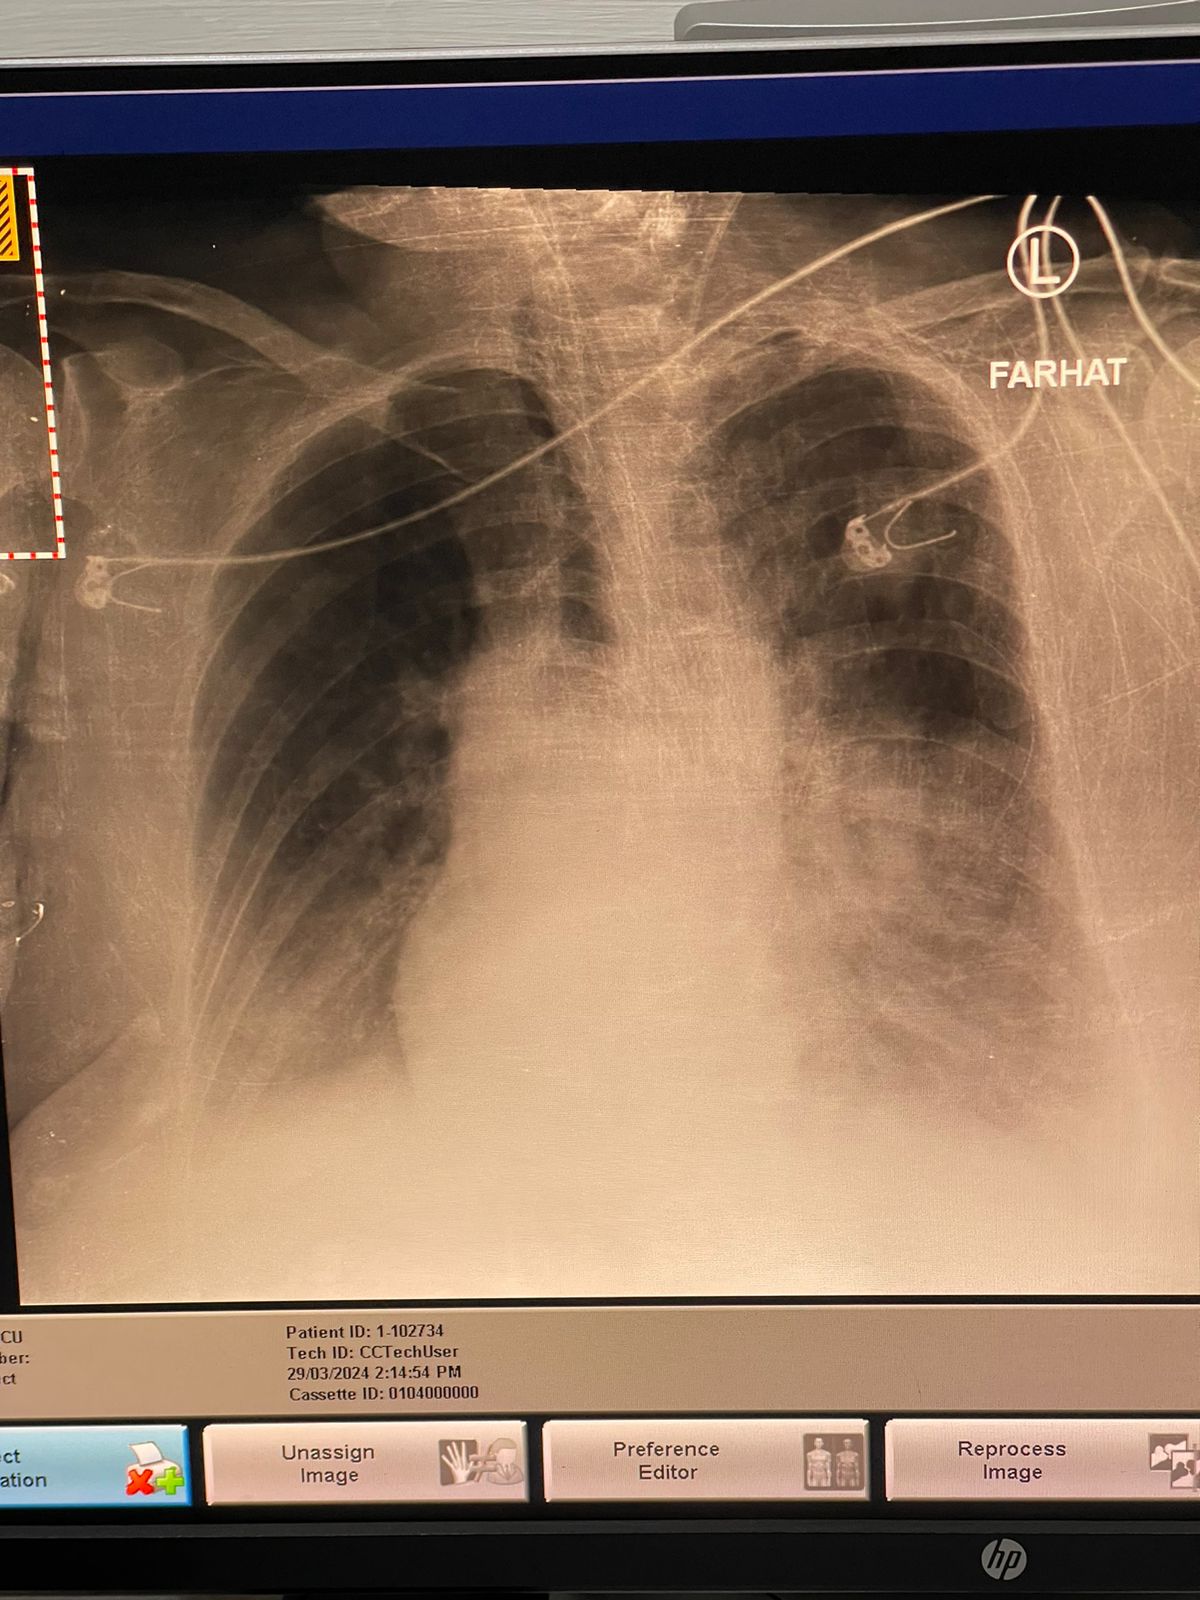 L
FARHAT
CU
Patient ID: 1-102734
ber:
Tech ID: CCTechUser
ct
29/03/2024 2:14:54 PM
Cassette ID: 0104000000
ct
ation
Unassign
Image
Preference
Editor
Reprocess
Image
hp